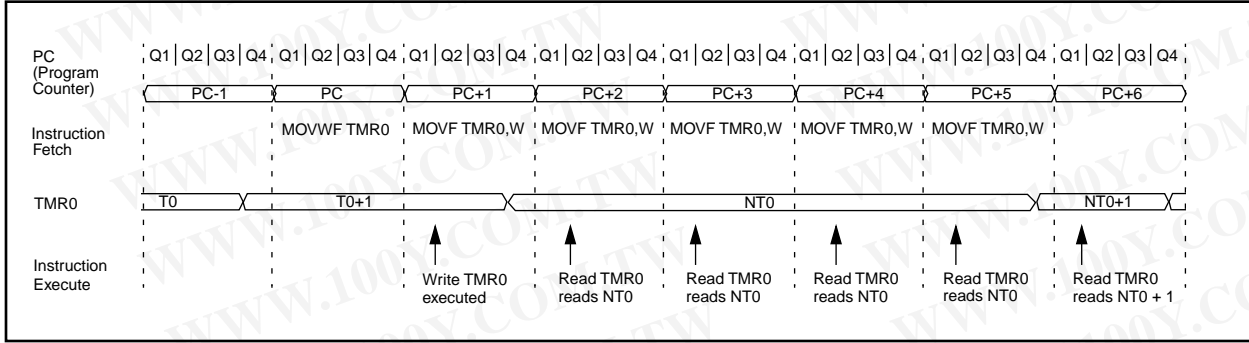 PC
(Program
Counter)
Q1 Q2 Q3 Q4 Q1 Q2 Q3 Q4 Q1 Q2 Q3 Q4 Q1 Q2 Q3 Q4 Q1 Q2 Q3 Q4 Q1 Q2 Q3 Q4 Q1 Q2 Q3 Q4 Q1 Q2 Q3 Q4
PC-1 PC PC+1 PC+2 PC+3 PC+4 PC+5 PC+6
Instruction
Fetch
MOVWF TMR0 MOVF TMR0,W MOVF TMR0,W MOVF TMR0,W MOVF TMR0,W MOVF TMR0,W
TMR0
T0 T0+1 NT0 NT0+1
Instruction
Execute
Write TMR0
executed
Read TMR0
reads NT0
Read TMR0
reads NT0
Read TMR0
reads NT0
Read TMR0
reads NT0
Read TMR0
reads NT0 + 1
WWW.100Y.COM.TW